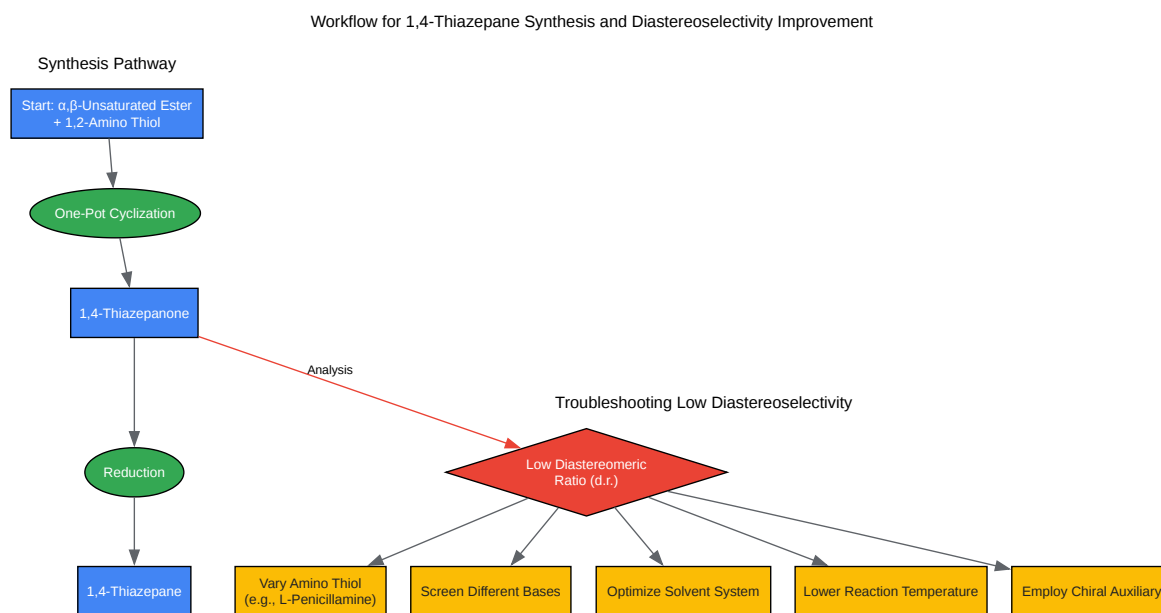 Workflow for 1,4-Thiazepane Synthesis and Diastereoselectivity Improvement
Synthesis Pathway
Start: α,β-Unsaturated Ester
+ 1,2-Amino Thiol
One-Pot Cyclization
1,4-Thiazepanone
Analysis
Reduction
1,4-Thiazepane
Troubleshooting Low Diastereoselectivity
Low Diastereomeric
Ratio (d.r.)
Vary Amino Thiol
(e.g., L-Penicillamine)
Screen Different Bases
Optimize Solvent System
Lower Reaction Temperature
Employ Chiral Auxiliary